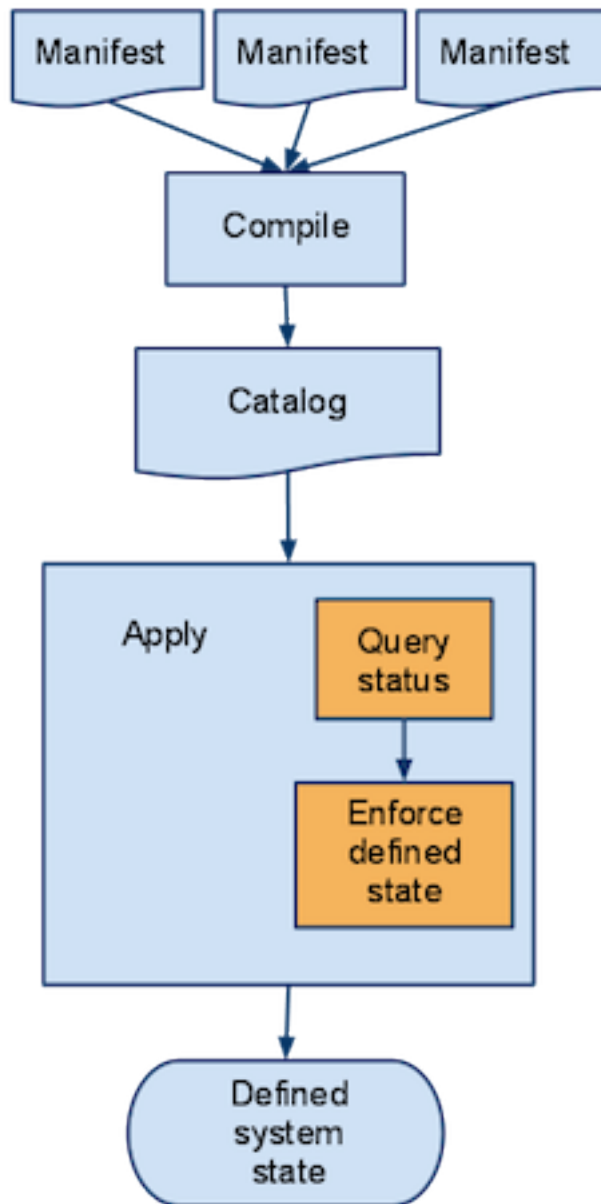 Manifest
Manifest
Manifest
Compile
Catalog
Apply
Query
status
Enforce
defined
state
Defined
system
state